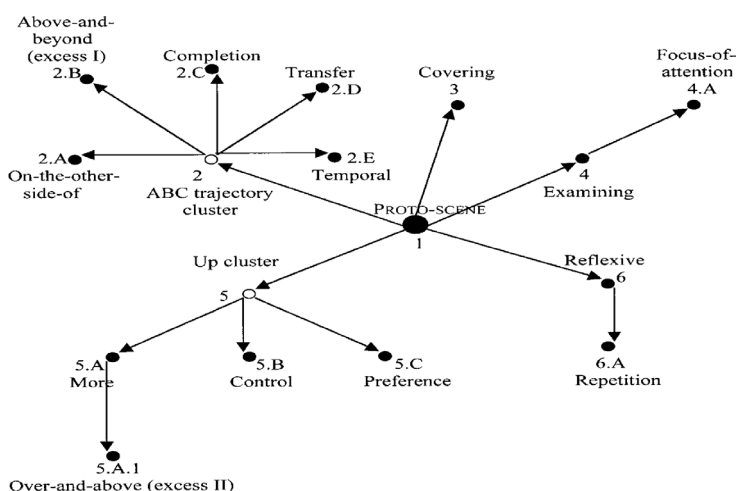 Above-and-
beyond
(excess I)
2.B
Completion
2.C
Transfer
2.D
Covering
3
Focus-of-
attention
4.A
2.A
On-the-other-
side-of
2
ABC trajectory
cluster
2.E
Temporal
4
Examining
PROTO-SCENE
1
Up cluster
5
Reflexive
6
5.A
More
5.B
Control
5.C
Preference
6.A
Repetition
5.A.1
Over-and-above (excess II)